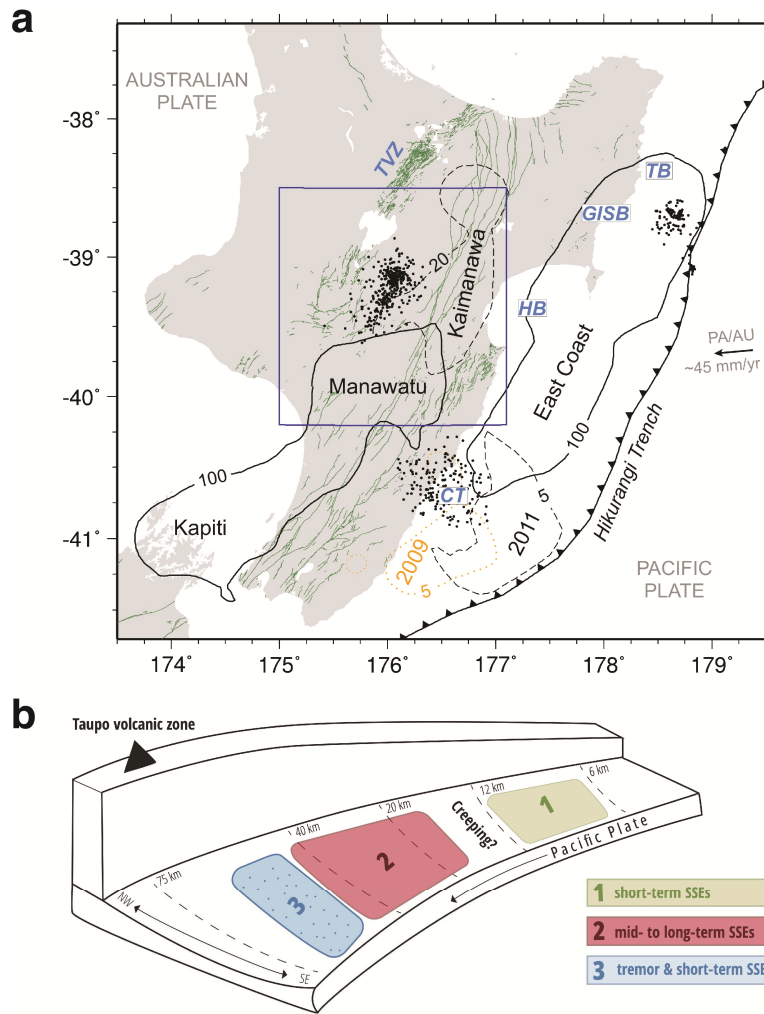 a
AUSTRALIAN
PLATE
-38°
-39°
-40°
-41°
TVZ
TB
GISB
HB
20
Kaimanawa
PA/AU
~45 mm/yr
East Coast
Manawatu
100
100
Hikurangi Trench
CT
Kapiti
5
2011
2009
5
PACIFIC
PLATE
174°
175°
176°
177°
178°
179°
b
Taupo volcanic zone
6 km
12 km
1
20 km
Creeping?
40 km
2
Pacific Plate
75 km
3
NW
SE
1 short-term SSEs
2 mid- to long-term SSEs
3 tremor & short-term SSE